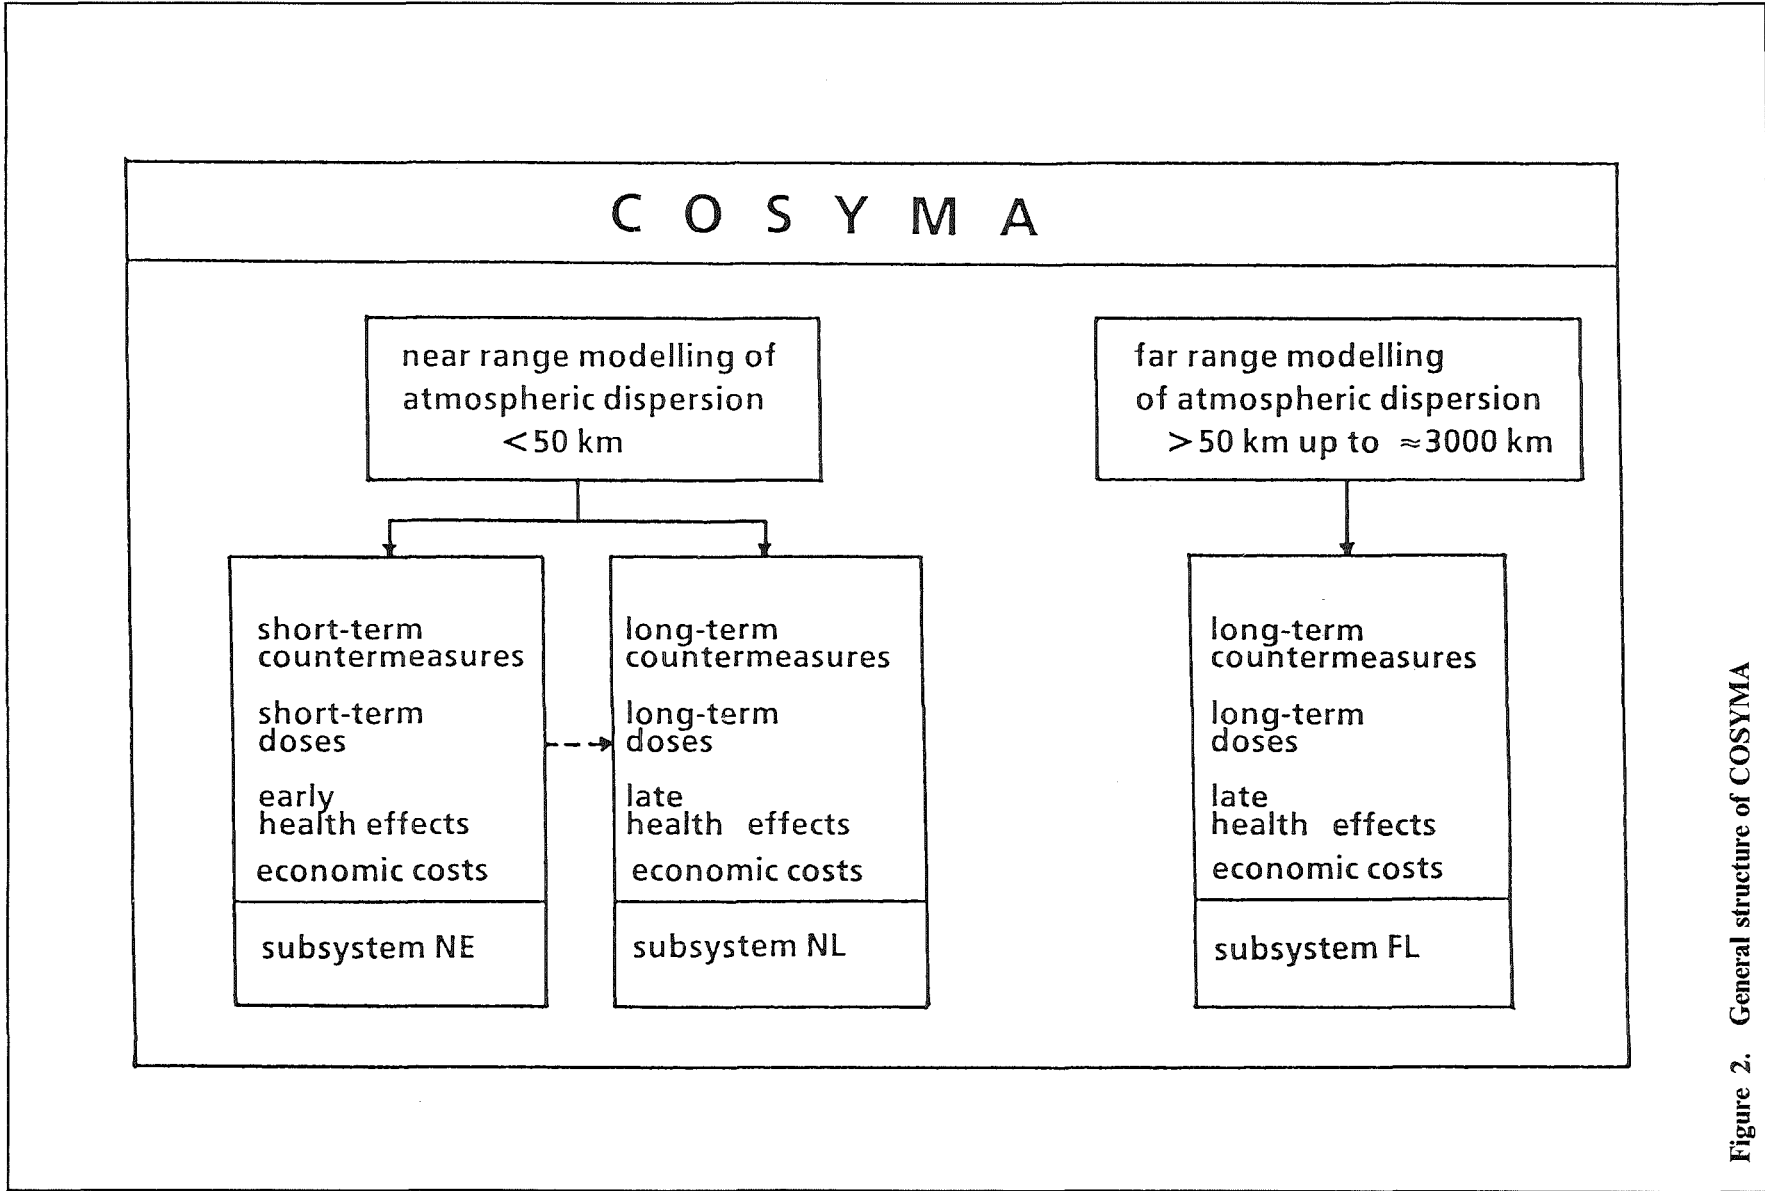 C O S Y M A
near range modelling of
atmospheric dispersion
<50 km
far range modelling
of atmospheric dispersion
>50 km up to ≈3000 km
short-term
countermeasures
short-term
doses
early
health effects
economic costs
subsystem NE
long-term
countermeasures
long-term
doses
late
health effects
economic costs
subsystem NL
long-term
countermeasures
long-term
doses
late
health effects
economic costs
subsystem FL
Figure 2. General structure of COSYMA